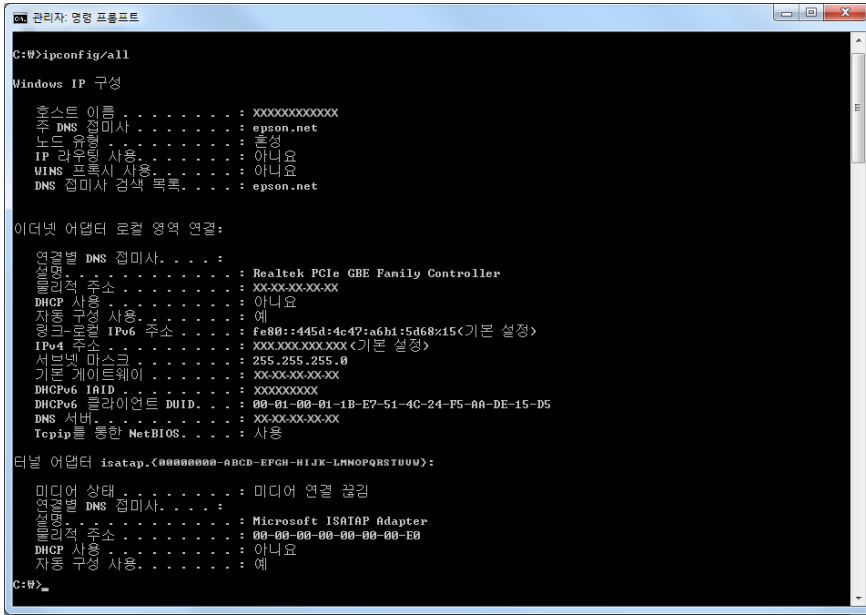 관리자: 명령 프롬프트
C:₩>ipconfig/all
Windows IP 구성
호스트 이름 . . . . . . . . : XXXXXXXXXXXX
주 DNS 접미사 . . . . . . . : epson.net
노드 유형 . . . . . . . . . : 혼성
IP 라우팅 사용. . . . . . . : 아니요
WINS 프록시 사용. . . . . . : 아니요
DNS 접미사 검색 목록. . . . : epson.net
이더넷 어댑터 로컬 영역 연결:
연결별 DNS 접미사. . . . :
설명. . . . . . . . . . . . : Realtek PCIe GBE Family Controller
물리적 주소 . . . . . . . . : XX-XX-XX-XX-XX
DHCP 사용 . . . . . . . . . : 아니요
자동 구성 사용. . . . . . . : 예
링크-로컬 IPv6 주소 . . . . : fe80::445d:4c47:a6b1:5d68%15(기본 설정)
IPv4 주소 . . . . . . . . . : XXX.XXX.XXX.XXX(기본 설정)
서브넷 마스크 . . . . . . . : 255.255.255.0
기본 게이트웨이 . . . . . . : XX-XX-XX-XX-XX
DHCPv6 IAID . . . . . . . . : XXXXXXXXX
DHCPv6 클라이언트 DUID. . . : 00-01-00-01-1B-E7-51-4C-24-F5-AA-DE-15-D5
DNS 서버. . . . . . . . . . : XX-XX-XX-XX-XX
Tcpip를 통한 NetBIOS. . . . : 사용
터널 어댑터 isatap.{00000000-ABCD-EFGH-HIJK-LMNOPQRSTUVW}:
미디어 상태 . . . . . . . . : 미디어 연결 끊김
연결별 DNS 접미사. . . . :
설명. . . . . . . . . . . . : Microsoft ISATAP Adapter
물리적 주소 . . . . . . . . : 00-00-00-00-00-00-00-E0
DHCP 사용 . . . . . . . . . : 아니요
자동 구성 사용. . . . . . . : 예
C:₩>_